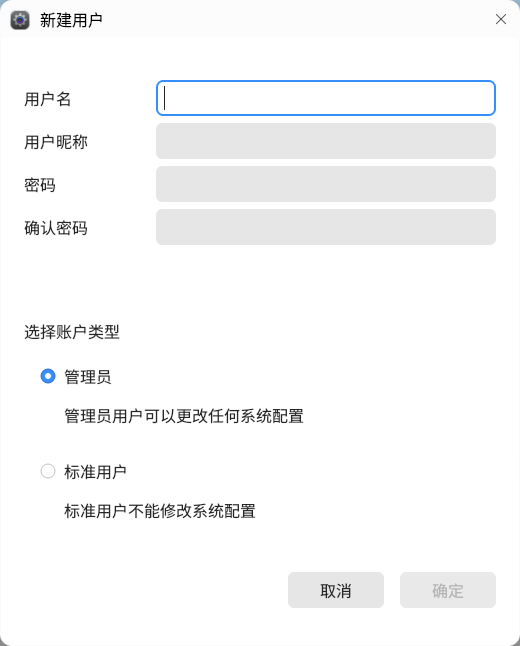 新建用户
用户名
用户昵称
密码
确认密码
选择账户类型
管理员
管理员用户可以更改任何系统配置
标准用户
标准用户不能修改系统配置
取消
确定